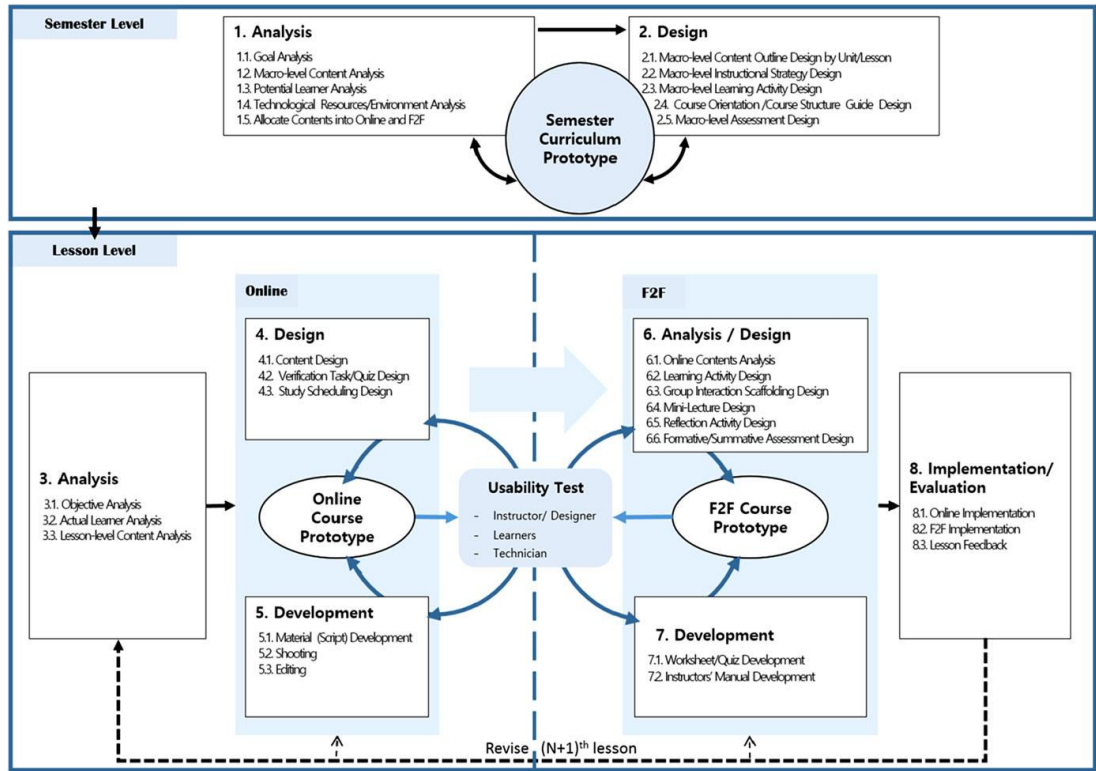 Semester Level
1. Analysis
1.1. Goal Analysis
1.2. Macro-level Content Analysis
1.3. Potential Learner Analysis
1.4. Technological Resources/Environment Analysis
1.5. Allocate Contents into Online and F2F
2. Design
2.1. Macro-level Content Outline Design by Unit/Lesson
2.2. Macro-level Instructional Strategy Design
2.3. Macro-level Learning Activity Design
2.4. Course Orientation /Course Structure Guide Design
2.5. Macro-level Assessment Design
Semester
Curriculum
Prototype
Lesson Level
3. Analysis
3.1. Objective Analysis
3.2. Actual Learner Analysis
3.3. Lesson-level Content Analysis
Online
4. Design
4.1. Content Design
4.2. Verification Task/Quiz Design
4.3. Study Scheduling Design
Online
Course
Prototype
5. Development
5.1. Material (Script) Development
5.2. Shooting
5.3. Editing
Usability Test
- Instructor/ Designer
- Learners
- Technician
F2F
6. Analysis / Design
6.1. Online Contents Analysis
6.2. Learning Activity Design
6.3. Group Interaction Scaffolding Design
6.4. Mini-Lecture Design
6.5. Reflection Activity Design
6.6. Formative/Summative Assessment Design
F2F Course
Prototype
7. Development
7.1. Worksheet/Quiz Development
7.2. Instructors' Manual Development
8. Implementation/
Evaluation
8.1. Online Implementation
8.2. F2F Implementation
8.3. Lesson Feedback
Revise (N+1)th lesson